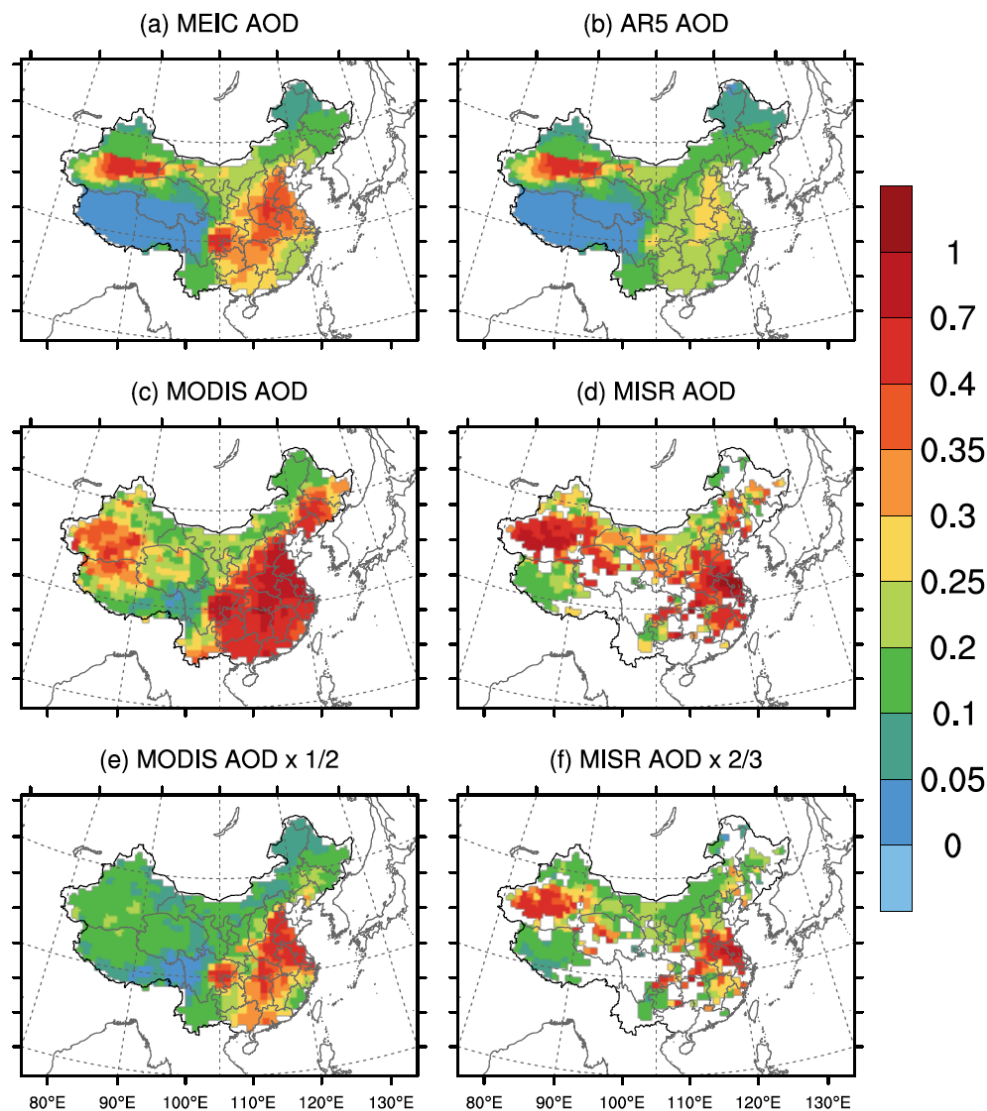 (a) MEIC AOD
(b) AR5 AOD
1
0.7
0.4
0.35
0.3
0.25
0.2
0.1
0.05
0
(c) MODIS AOD
(d) MISR AOD
(e) MODIS AOD x 1/2
(f) MISR AOD x 2/3
80°E 90°E 100°E 110°E 120°E 130°E
80°E 90°E 100°E 110°E 120°E 130°E